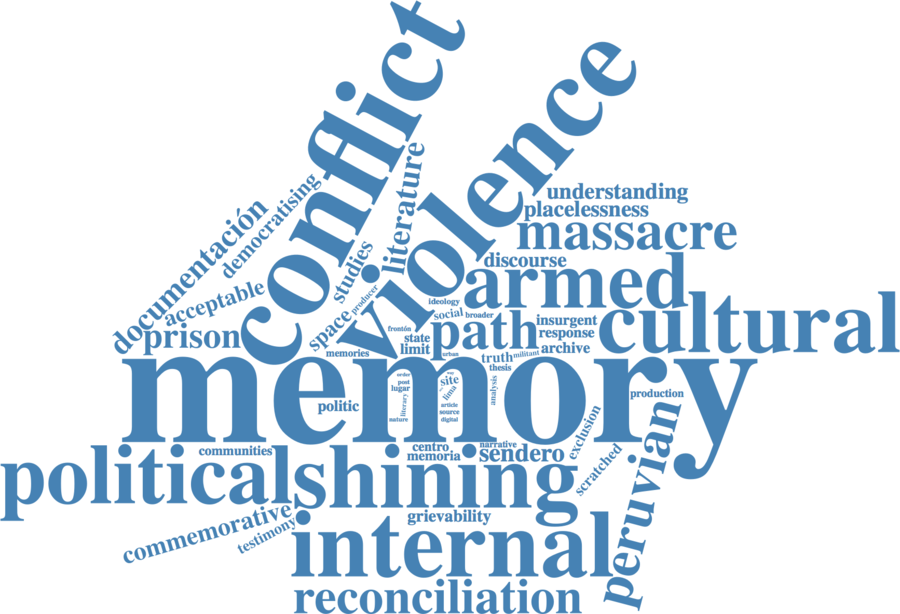 conflict
violence
literature
understanding
democratising
placelessness
documentación
massacre
studies
discourse
acceptable
armed
producer
ideology
cultural
space
social
broader
insurgent
prison
frontón
path
response
state
memories
limit
urban
truth
militant
archive
thesis
memory
order
post
lugar
site
lima
analysis
production
politic
literary
article
source
nature
digital
peruvian
exclusion
communities
centro
memoria
narrative
sendero
scratched
political
shining
commemorative
testimony
grievability
internal
reconciliation